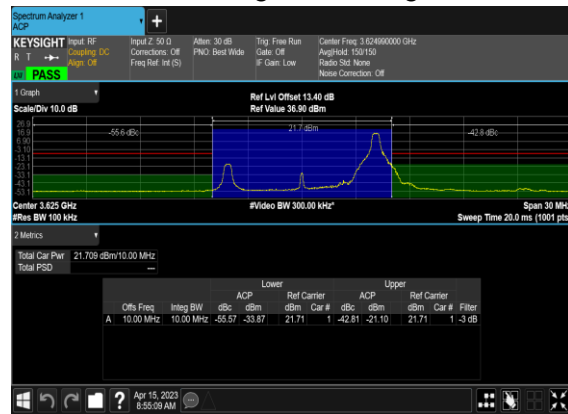 Spectrum Analyzer 1
ACP
+
KEYSIGHT Input: RF
R T Coupling: DC
Align: Off
LW PASS
Input Z: 50 Ω
Corrections: Off
Freq Ref: Int (S)
Atten: 30 dB
PNO: Best Wide
Trig: Free Run
Gate: Off
IF Gain: Low
Center Freq: 3.624990000 GHz
Avg|Hold: 150/150
Radio Std: None
Noise Correction: Off
1 Graph
Scale/Div 10.0 dB
Ref Lvl Offset 13.40 dB
Ref Value 36.90 dBm
26.9
16.9
6.90
-3.10
-13.1
-23.1
-33.1
-43.1
-53.1
-55.6 dBc
21.7 dBm
-42.8 dBc
Center 3.625 GHz
#Res BW 100 kHz
#Video BW 300.00 kHz*
Span 30 MHz
Sweep Time 20.0 ms (1001 pts)
2 Metrics
Total Car Pwr 21.709 dBm/10.00 MHz
Total PSD ---
Lower Upper
ACP Ref Carrier ACP Ref Carrier
Offs Freq Integ BW dBc dBm dBm Car # dBc dBm dBm Car # Filter
A 10.00 MHz 10.00 MHz -55.57 -33.87 21.71 1 -42.81 -21.10 21.71 1 -3 dB
?
Apr 15, 2023
8:55:09 AM